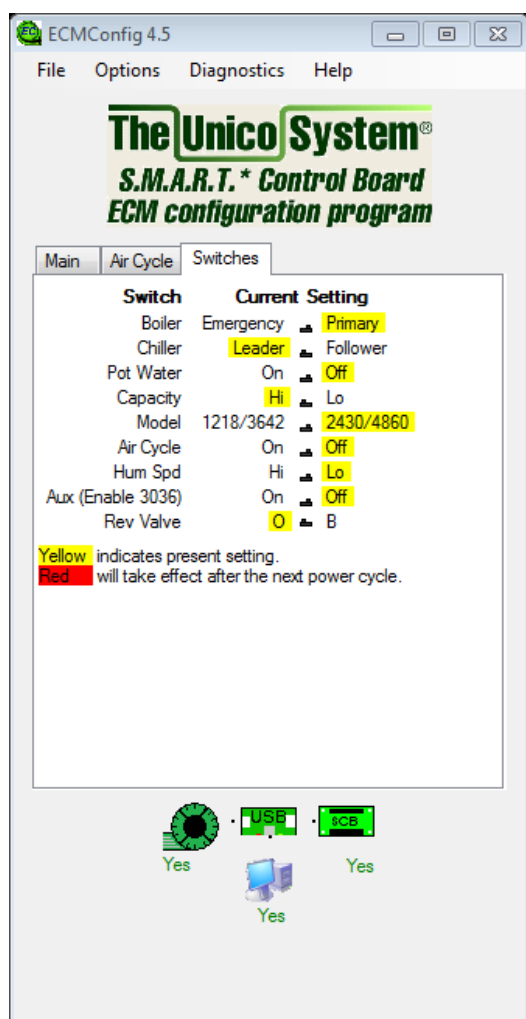 ECMConfig 4.5
File Options Diagnostics Help
The Unico System®
S.M.A.R.T.* Control Board
ECM configuration program
Main Air Cycle Switches
Switch Current Setting
Boiler Emergency Primary
Chiller Leader Follower
Pot Water On Off
Capacity Hi Lo
Model 1218/3642 2430/4860
Air Cycle On Off
Hum Spd Hi Lo
Aux (Enable 3036) On Off
Rev Valve O B
Yellow indicates present setting.
Red will take effect after the next power cycle.
USB SCB
Yes Yes
Yes